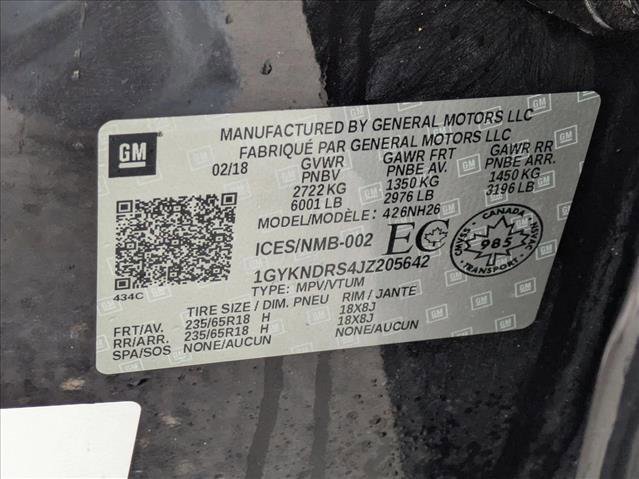 GM
MANUFACTURED BY GENERAL MOTORS LLC
FABRIQUÉ PAR GENERAL MOTORS LLC
02/18 GVWR GAWR FRT GAWR RR
PNBV PNBE AV. PNBE ARR.
2722 KG 1350 KG 1450 KG
6001 LB 2976 LB 3196 LB
MODEL/MODÈLE: 426NH26
ICES/NMB-002 EC
CANADA
985
CMVSS NSVAC
1GYKNDRS4JZ205642
434C
TYPE: MPV/VTUM
TIRE SIZE / DIM. PNEU RIM / JANTE
FRT/AV. 235/65R18 H 18X8J
RR/ARR. 235/65R18 H 18X8J
SPA/SOS NONE/AUCUN NONE/AUCUN